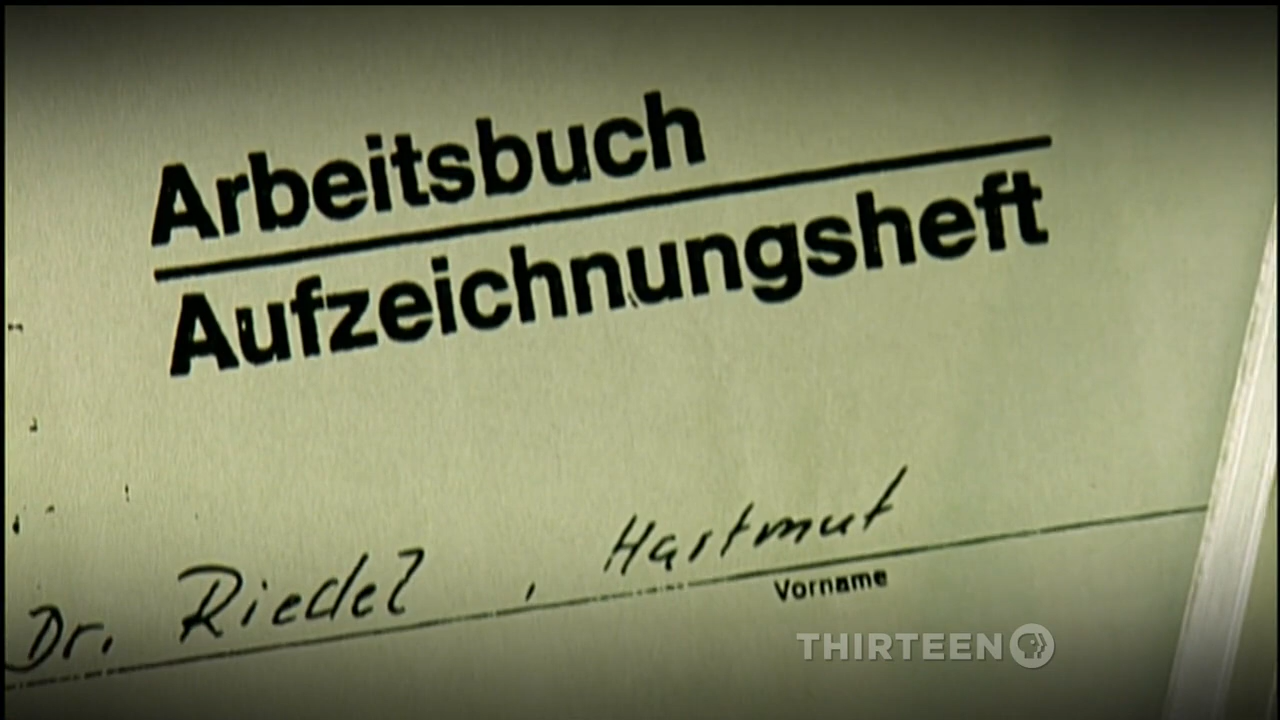 Arbeitsbuch
Aufzeichnungsheft
Dr. Riedel, Hartmut
Vorname
THIRTEEN